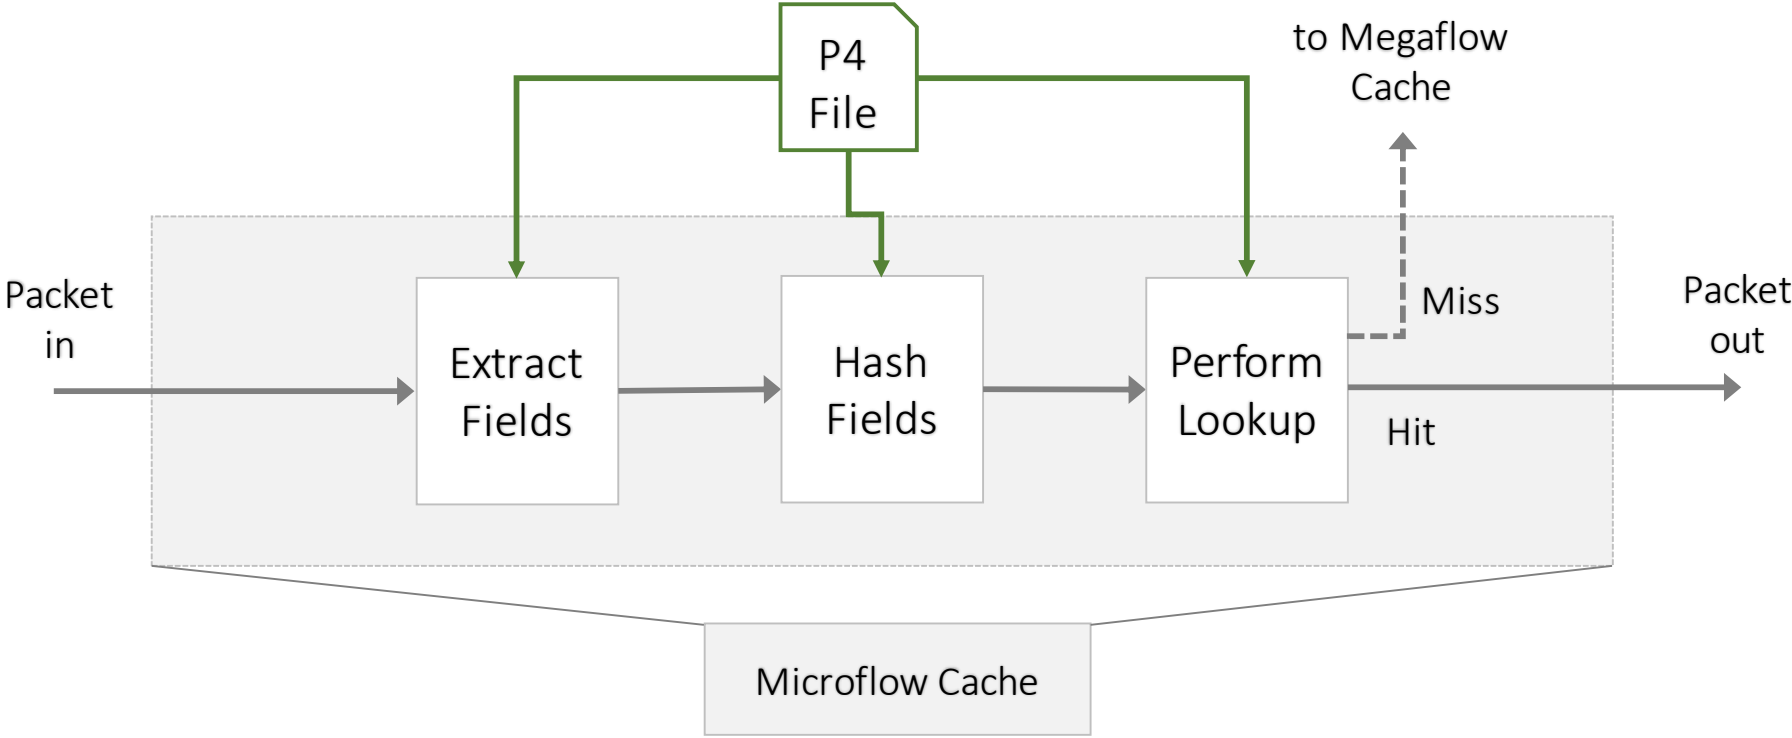 P4
File
to Megaflow
Cache
Packet
in
Extract
Fields
Hash
Fields
Perform
Lookup
Miss
Hit
Packet
out
Microflow Cache